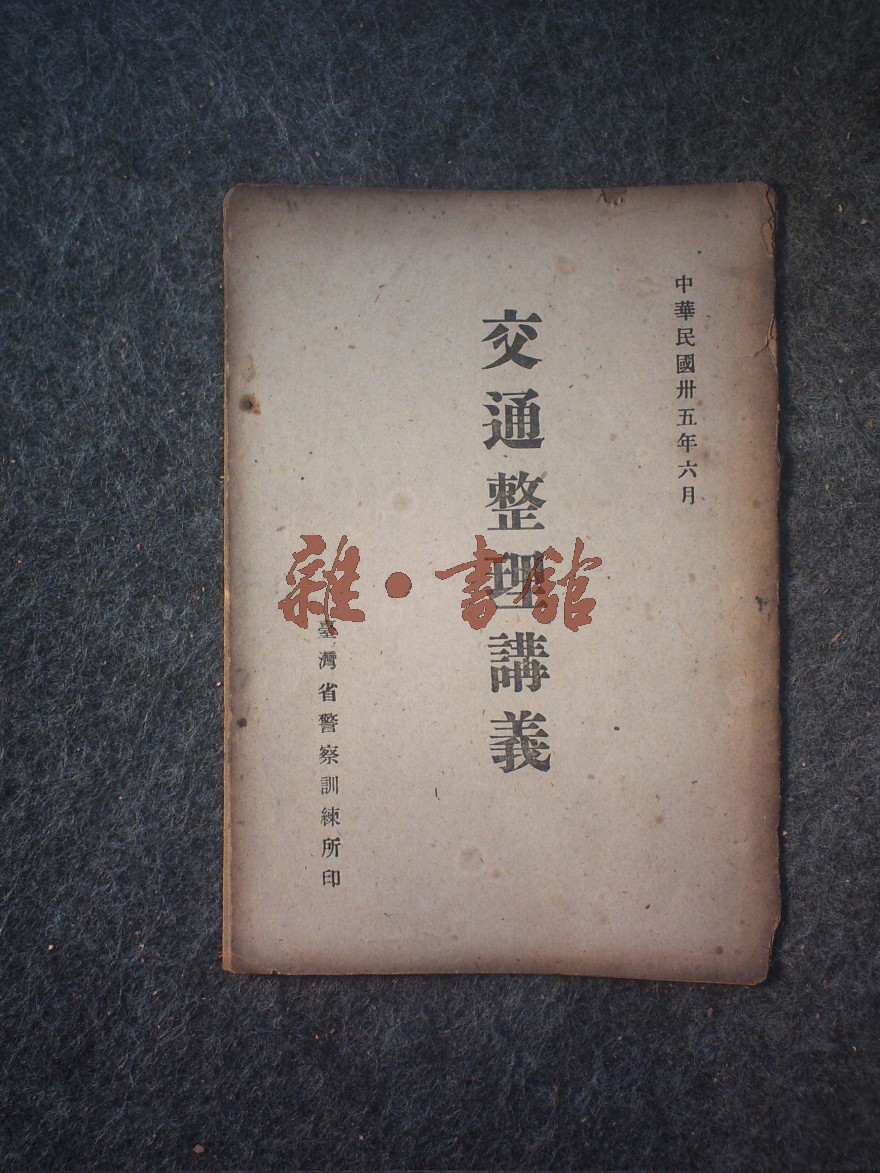 中華民國卅五年六月
交通整理講義
臺灣省警察訓練所印
雜·書館